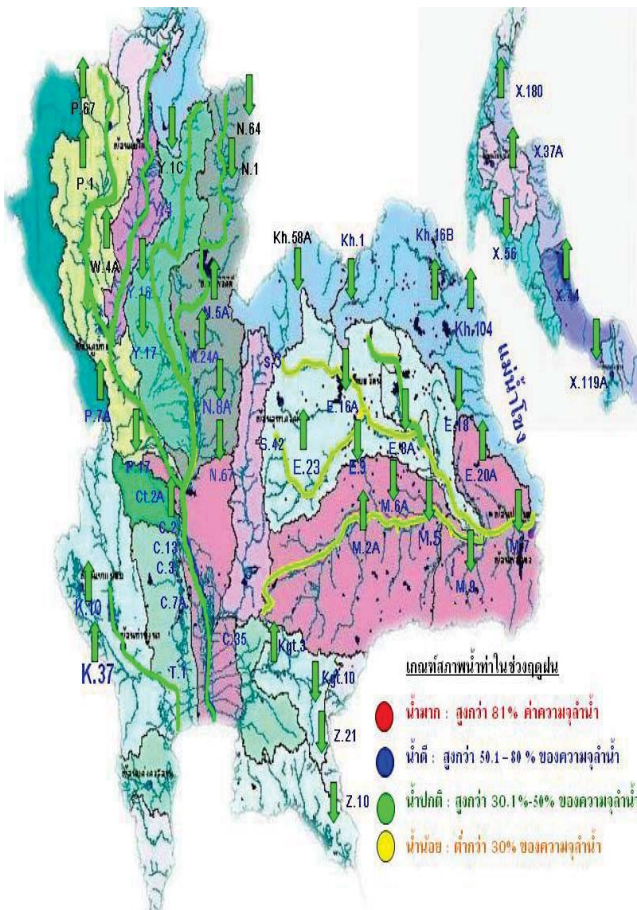 X.180
P.67
N.64
Y.1C
X.37A
N.1
P.1
Kh.58A
Kh.1
Kh.16B
X.56
W.4A
Y.16
X.44
N.5A
Kh.104
แม่น้ำโขง
Y.17
N.24A
S.3
X.119A
P.7A
N.8A
E.16A
E.18
S.42
E.8A
P.17
N.67
E.23
E.9
E.20A
Ct.2A
M.6A
C.2
M.5
M.7
C.13
M.2A
C.3
M.9
K.10
C.7A
C.35
Kgt.3
K.37
T.1
Kgt.10
เกณฑ์สภาพน้ำท่าในช่วงฤดูฝน
น้ำมาก : สูงกว่า 81% ค่าความจุลำน้ำ
Z.21
น้ำดี : สูงกว่า 50.1 - 80 % ของความจุลำน้ำ
Z.10
น้ำปกติ : สูงกว่า 30.1%-50% ของความจุลำน้ำ
น้ำน้อย : ต่ำกว่า 30% ของความจุลำน้ำ